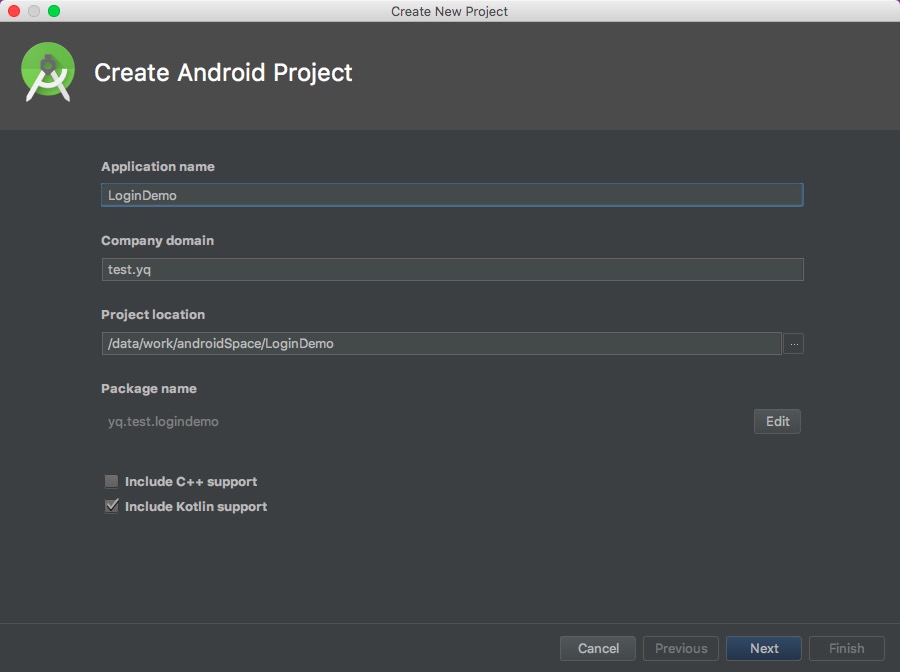 Create New Project
Create Android Project
Application name
LoginDemo
Company domain
test.yq
Project location
/data/work/androidSpace/LoginDemo
...
Package name
yq.test.logindemo
Edit
Include C++ support
Include Kotlin support
Cancel Previous Next Finish